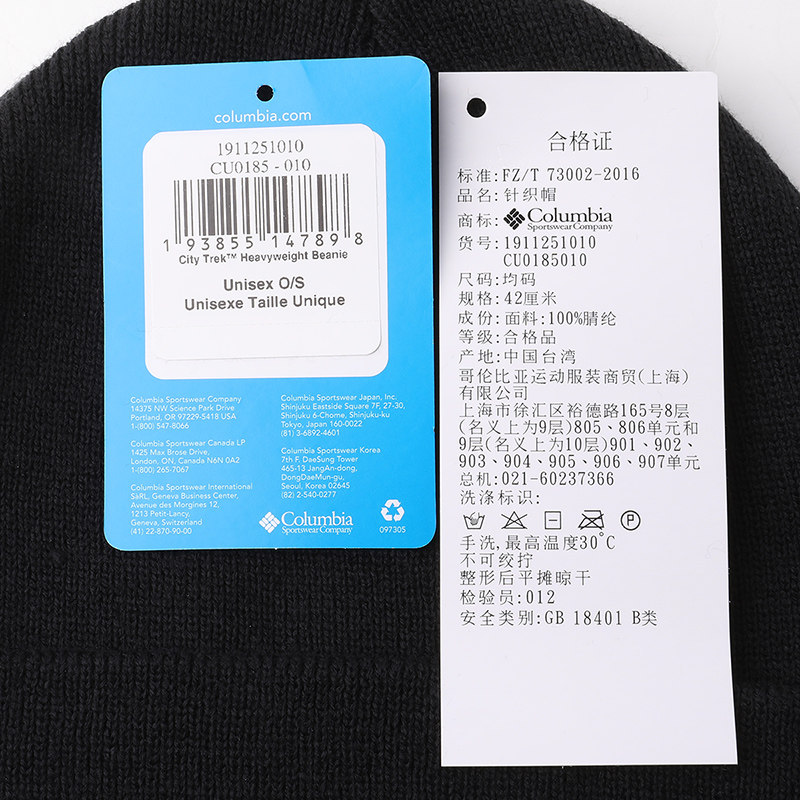 columbia.com
1911251010
CU0185 - 010
1 93855 14789 8
City Trek™ Heavyweight Beanie
Unisex O/S
Unisexe Taille Unique
Columbia Sportswear Company
14375 NW Science Park Drive
Portland, OR 97229-5418 USA
1-(800) 547-8066
Columbia Sportswear Canada LP
1425 Max Brose Drive,
London, ON, Canada N6N 0A2
1-(800) 265-7067
Columbia Sportswear International
SàRL, Geneva Business Center,
Avenue des Morgines 12,
1213 Petit-Lancy,
Geneva, Switzerland
(41) 22-870-90-00
Columbia Sportswear Japan, Inc.
Shinjuku Eastside Square 7F, 27-30,
Shinjuku 6-Chome, Shinjuku-ku
Tokyo, Japan 160-0022
(81) 3-6892-4601
Columbia Sportswear Korea
7th F. DaeSung Tower
465-13 JangAn-dong,
DongDaeMun-gu,
Seoul, Korea 02645
(82) 2-540-0277
Columbia
Sportswear Company
097305
合格证
标准:FZ/T 73002-2016
品名:针织帽
商标:Columbia
Sportswear Company
货号:1911251010
CU0185010
尺码:均码
规格:42厘米
成份:面料:100%腈纶
等级:合格品
产地:中国台湾
哥伦比亚运动服装商贸(上海)
有限公司
上海市徐汇区裕德路165号8层
(名义上为9层)805、806单元和
9层(名义上为10层)901、902、
903、904、905、906、907单元
总机:021-60237366
洗涤标识:
P
手洗,最高温度30°C
不可绞拧
整形后平摊晾干
检验员:012
安全类别:GB 18401 B类